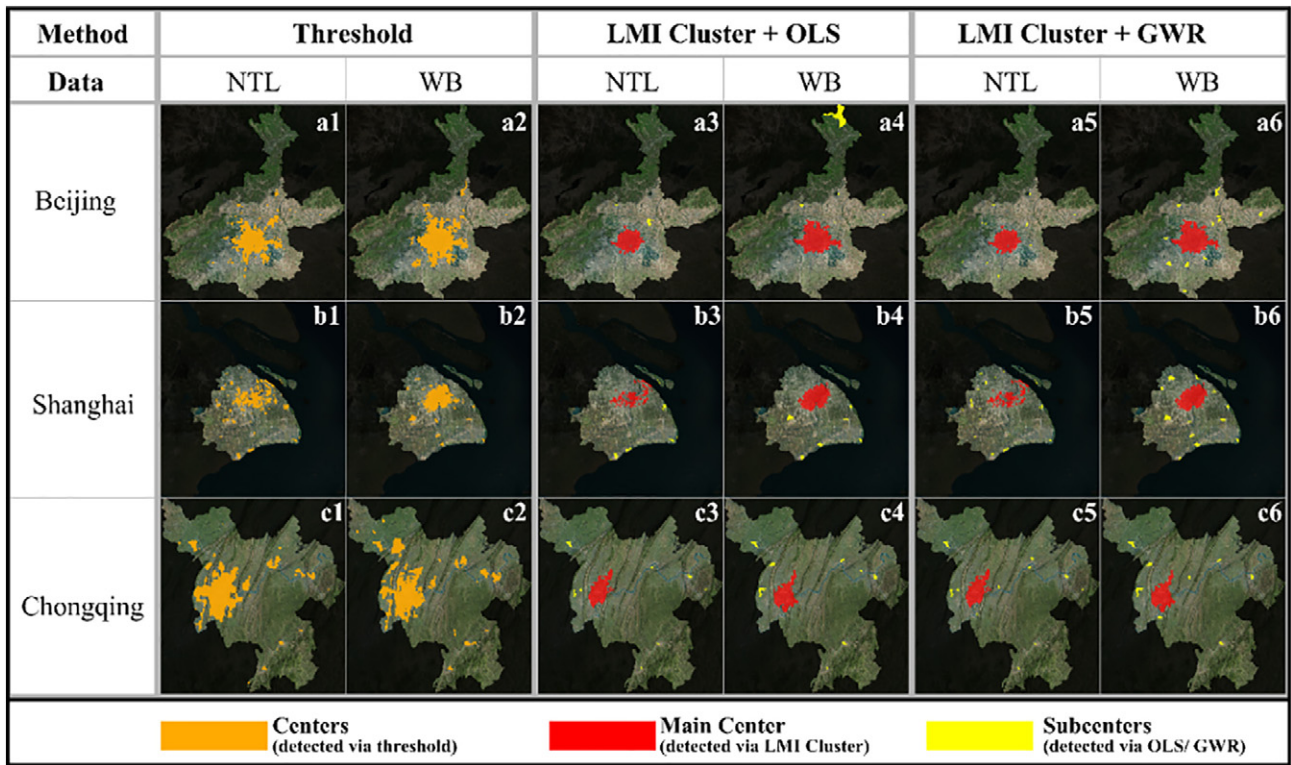 Method Threshold LMI Cluster + OLS LMI Cluster + GWR
Data NTL WB NTL WB NTL WB
Beijing a1 a2 a3 a4 a5 a6
Shanghai b1 b2 b3 b4 b5 b6
Chongqing c1 c2 c3 c4 c5 c6
Centers Main Center Subcenters
(detected via threshold) (detected via LMI Cluster) (detected via OLS/ GWR)